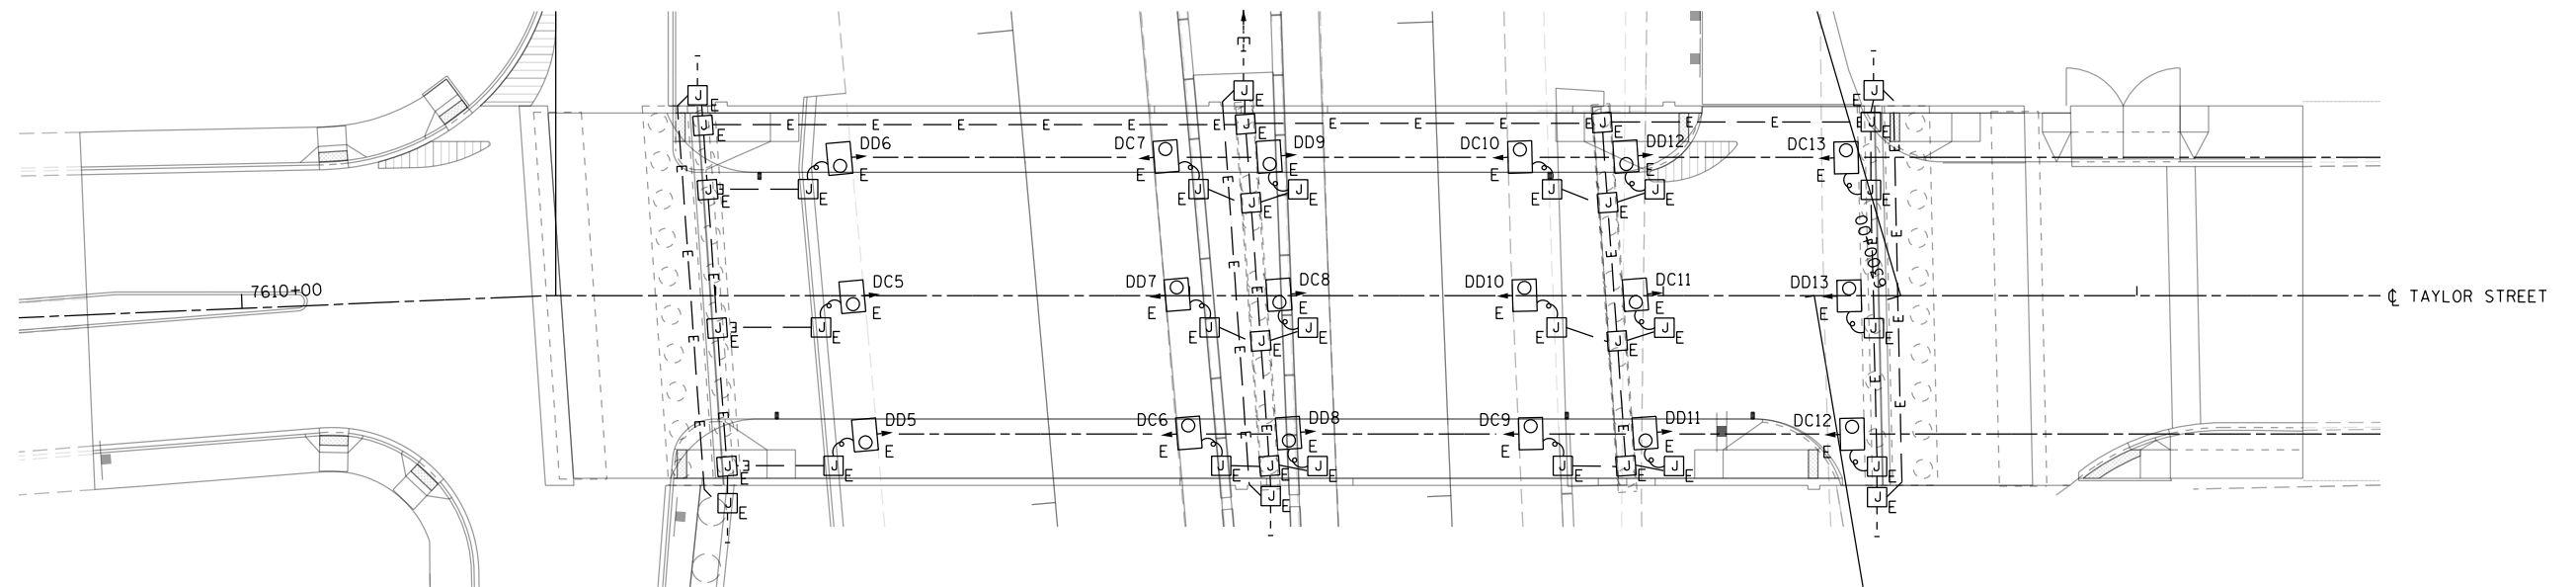 E
J J J
E E E
J J J J J
E E E E E E E E E E E E E E E
DD6 DC7 DD9 DC10 DD12 DC13
E E E E E E
J J J J J J J
E E E E E E E
J J
E E
DC5 DD7 DC8 DD10 DC11 DD13
7610+00
6930+00
℄ TAYLOR STREET
E E E E E E
J J J J J J J
E E E E E E E
J J
E E
DD5 DC6 DD8 DC9 DD11 DC12
E E E E E E
J J J J J J J J J
E E E E E E E E E
J J J
E E E